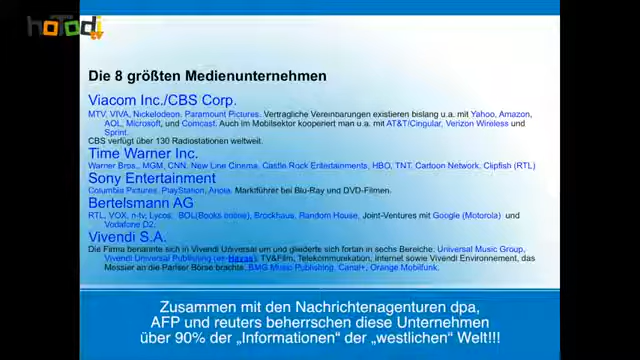 hoTodi.tv
Die 8 größten Medienunternehmen
Viacom Inc./CBS Corp.
MTV, VIVA, Nickelodeon, Paramount Pictures. Vertragliche Vereinbarungen existieren bislang u.a. mit Yahoo, Amazon,
AOL, Microsoft, und Comcast. Auch im Mobilsektor kooperiert man u.a. mit AT&T/Cingular, Verizon Wireless und
Sprint.
CBS verfügt über 130 Radiostationen weltweit.
Time Warner Inc.
Warner Bros., MGM, CNN, New Line Cinema, Castle Rock Entertainments, HBO, TNT, Cartoon Network, Clipfish (RTL)
Sony Entertainment
Columbia Pictures, PlayStation, Ariola. Marktführer bei Blu-Ray und DVD-Filmen.
Bertelsmann AG
RTL, VOX, n-tv, Lycos, BOL(Books online), Brockhaus, Random House, Joint-Ventures mit Google (Motorola) und
Vodafone D2.
Vivendi S.A.
Die Firma benannte sich in Vivendi Universal um und gliederte sich fortan in sechs Bereiche. Universal Music Group,
Vivendi Universal Publishing (ex-Havas), TV&Film, Telekommunikation, Internet sowie Vivendi Environnement, das
Messier an die Pariser Börse brachte. BMG Music Publishing, Canal+, Orange Mobilfunk.
Zusammen mit den Nachrichtenagenturen dpa,
AFP und reuters beherrschen diese Unternehmen
über 90% der „Informationen“ der „westlichen“ Welt!!!